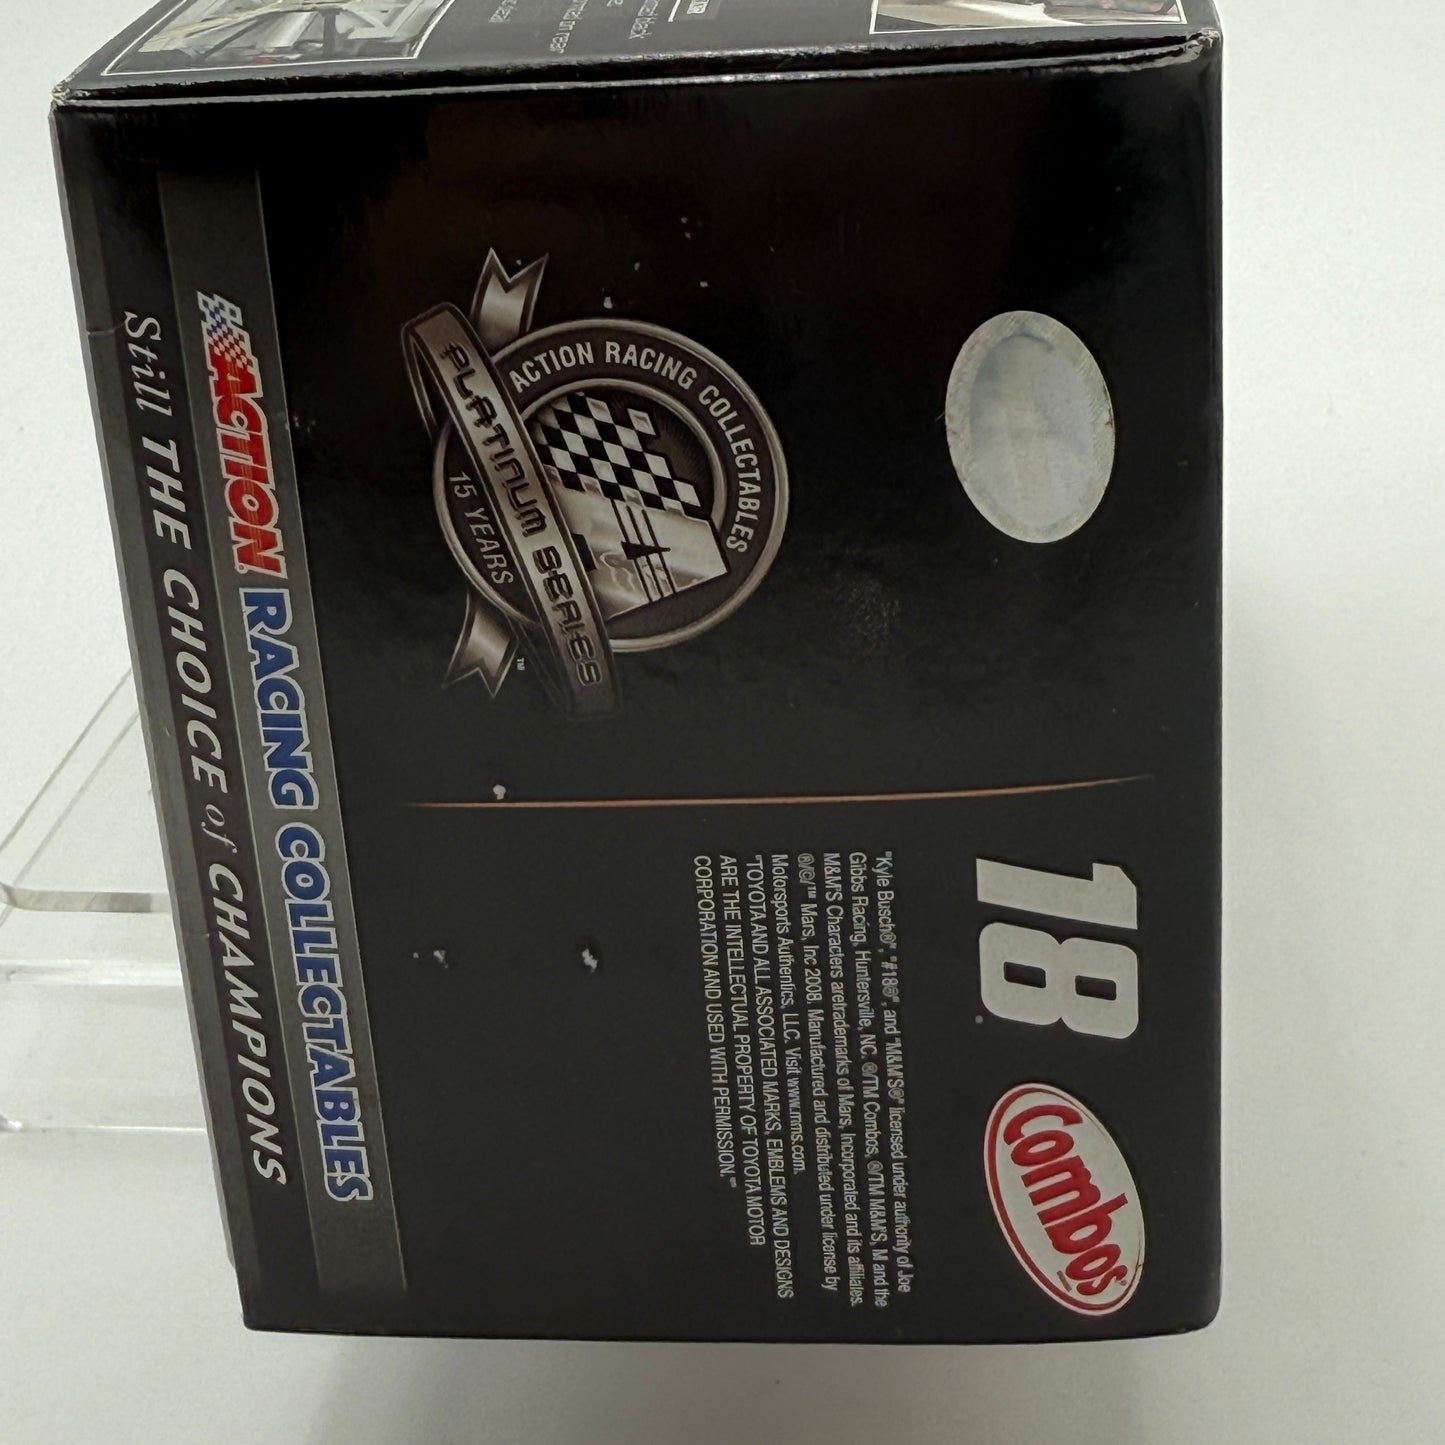 ACTION RACING COLLECTABLES
PLATINUM SERIES
15 YEARS
™
18
Combos
"Kyle Busch®", "#18®", and "M&M'S®" licensed under authority of Joe
Gibbs Racing, Huntersville, NC. ®/TM Combos, ®/TM M&M'S, M and the
M&M'S Characters aretrademarks of Mars, Incorporated and its affiliates.
®/©/™ Mars, Inc 2008. Manufactured and distributed under license by
Motorsports Authentics, LLC. Visit www.mms.com.
"TOYOTA AND ALL ASSOCIATED MARKS, EMBLEMS AND DESIGNS
ARE THE INTELLECTUAL PROPERTY OF TOYOTA MOTOR
CORPORATION AND USED WITH PERMISSION."
ACTION RACING COLLECTABLES
Still THE CHOICE of CHAMPIONS